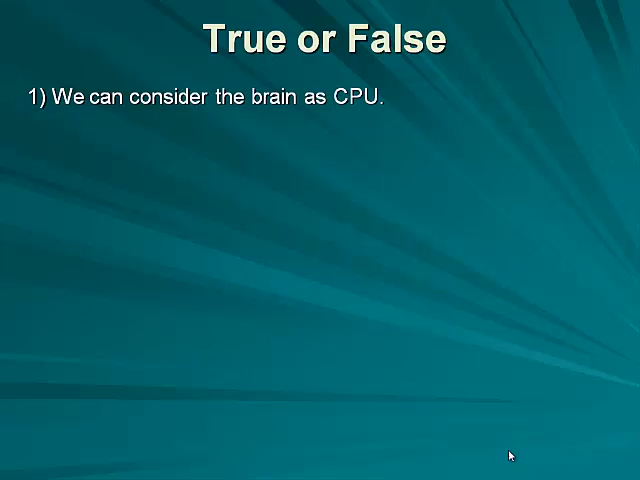 True or False
1) We can consider the brain as CPU.